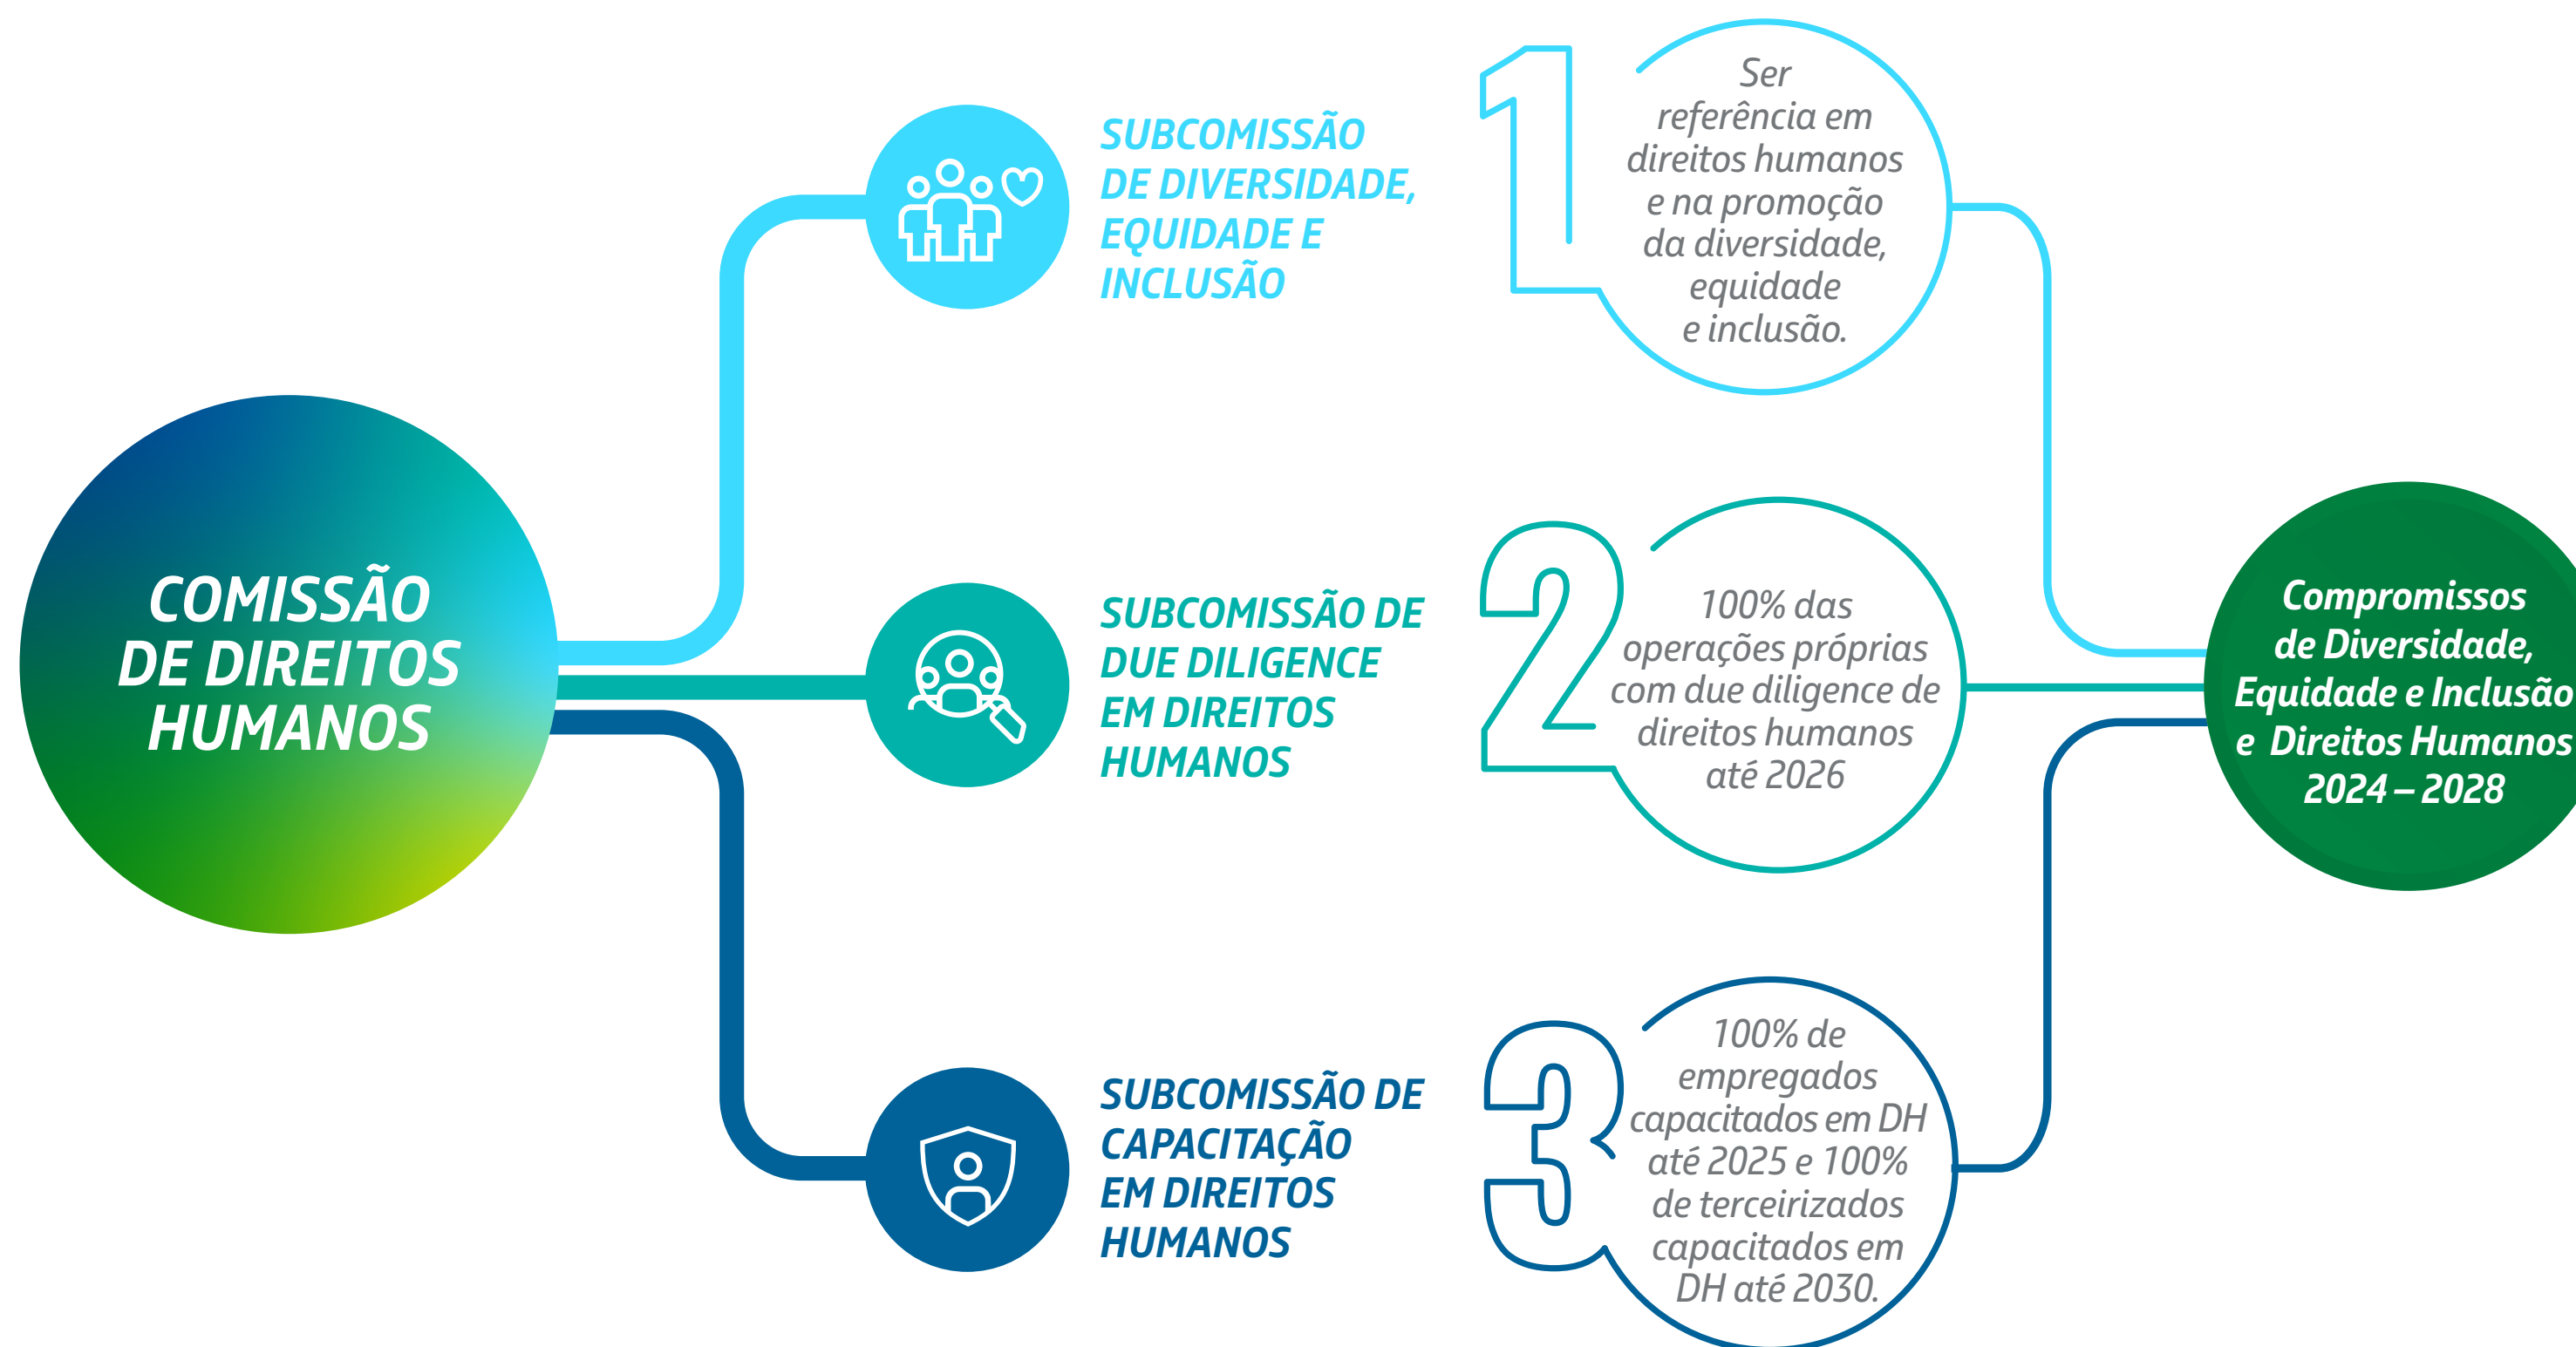 COMISSÃO
DE DIREITOS
HUMANOS
SUBCOMISSÃO
DE DIVERSIDADE,
EQUIDADE E
INCLUSÃO
1
Ser
referência em
direitos humanos
e na promoção
da diversidade,
equidade
e inclusão.
SUBCOMISSÃO DE
DUE DILIGENCE
EM DIREITOS
HUMANOS
2
100% das
operações próprias
com due diligence de
direitos humanos
até 2026
SUBCOMISSÃO DE
CAPACITAÇÃO
EM DIREITOS
HUMANOS
3
100% de
empregados
capacitados em DH
até 2025 e 100%
de terceirizados
capacitados em
DH até 2030.
Compromissos
de Diversidade,
Equidade e Inclusão
e Direitos Humanos
2024 – 2028